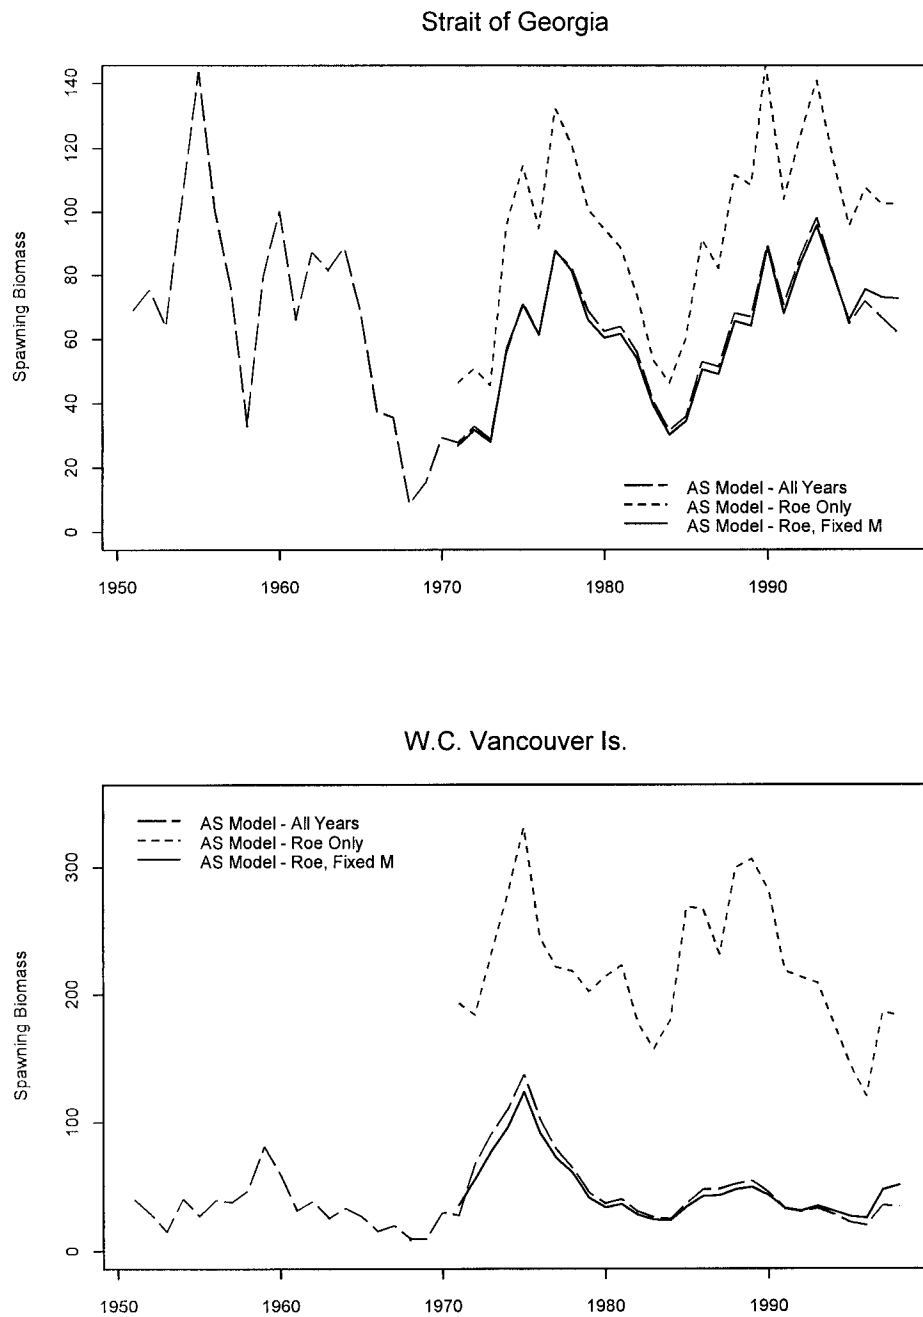 Strait of Georgia
140
120
100
80
60
40
20
0
Spawning Biomass
AS Model - All Years
AS Model - Roe Only
AS Model - Roe, Fixed M
1950 1960 1970 1980 1990
W.C. Vancouver Is.
AS Model - All Years
AS Model - Roe Only
AS Model - Roe, Fixed M
300
200
100
0
Spawning Biomass
1950 1960 1970 1980 1990